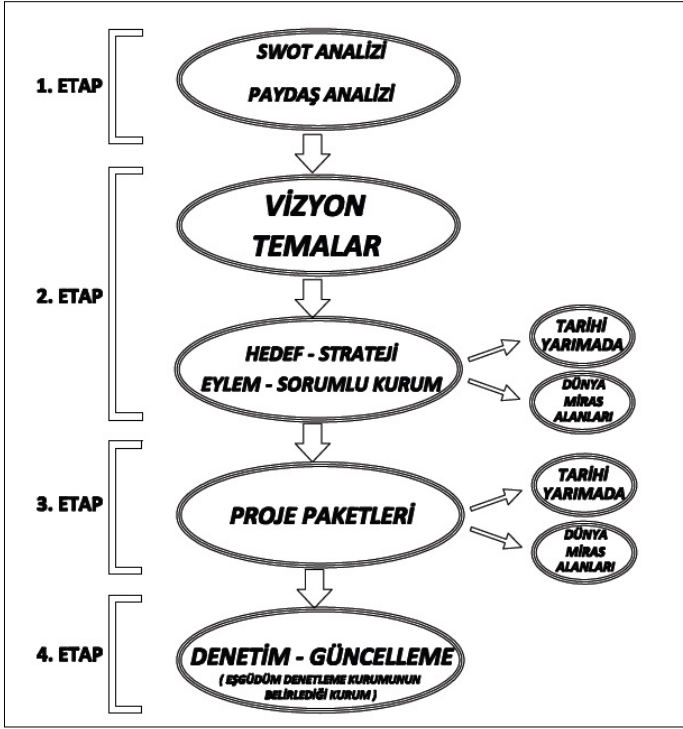 1. ETAP
SWOT ANALİZİ
PAYDAŞ ANALİZİ
2. ETAP
VİZYON
TEMALAR
HEDEF - STRATEJİ
EYLEM - SORUMLU KURUM
TARİHİ
YARIMADA
DÜNYA
MİRAS
ALANLARI
3. ETAP
PROJE PAKETLERİ
TARİHİ
YARIMADA
DÜNYA
MİRAS
ALANLARI
4. ETAP
DENETİM - GÜNCELLEME
( EŞGÜDÜM DENETLEME KURUMUNUN
BELİRLEDİĞİ KURUM )